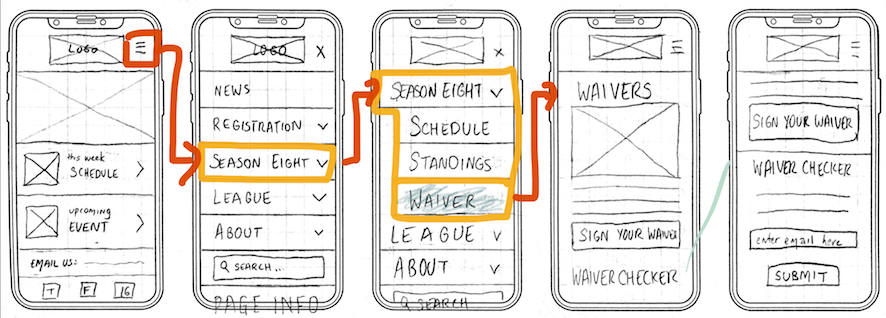 LOGO
this week
SCHEDULE
upcoming
EVENT
EMAIL US:
T
F
IG
LOGO X
NEWS
REGISTRATION
SEASON EIGHT
LEAGUE
ABOUT
Q SEARCH...
PAGE INFO
X
SEASON EIGHT
SCHEDULE
STANDINGS
WAIVER
LEAGUE
ABOUT
Q SEARCH
WAIVERS
SIGN YOUR WAIVER
WAIVER CHECKER
SIGN YOUR WAIVER
WAIVER CHECKER
enter email here
SUBMIT